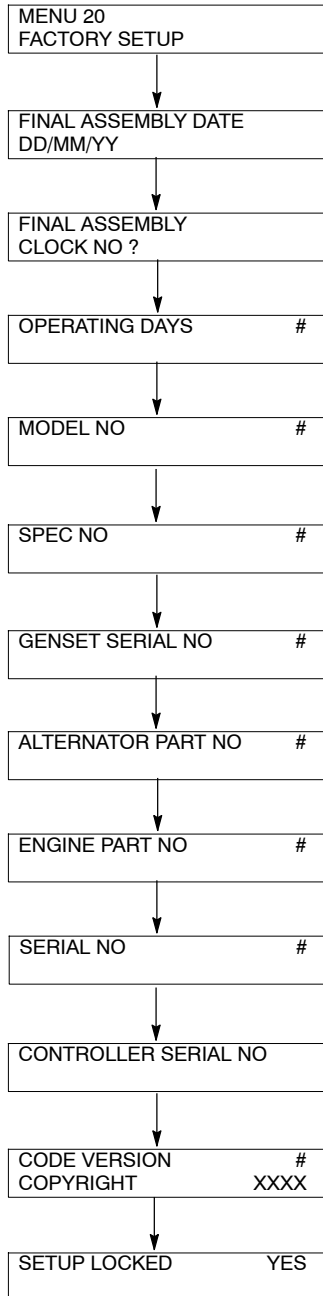 MENU 20
FACTORY SETUP
FINAL ASSEMBLY DATE
DD/MM/YY
FINAL ASSEMBLY
CLOCK NO ?
OPERATING DAYS #
MODEL NO #
SPEC NO #
GENSET SERIAL NO #
ALTERNATOR PART NO #
ENGINE PART NO #
SERIAL NO #
CONTROLLER SERIAL NO
CODE VERSION #
COPYRIGHT XXXX
SETUP LOCKED YES